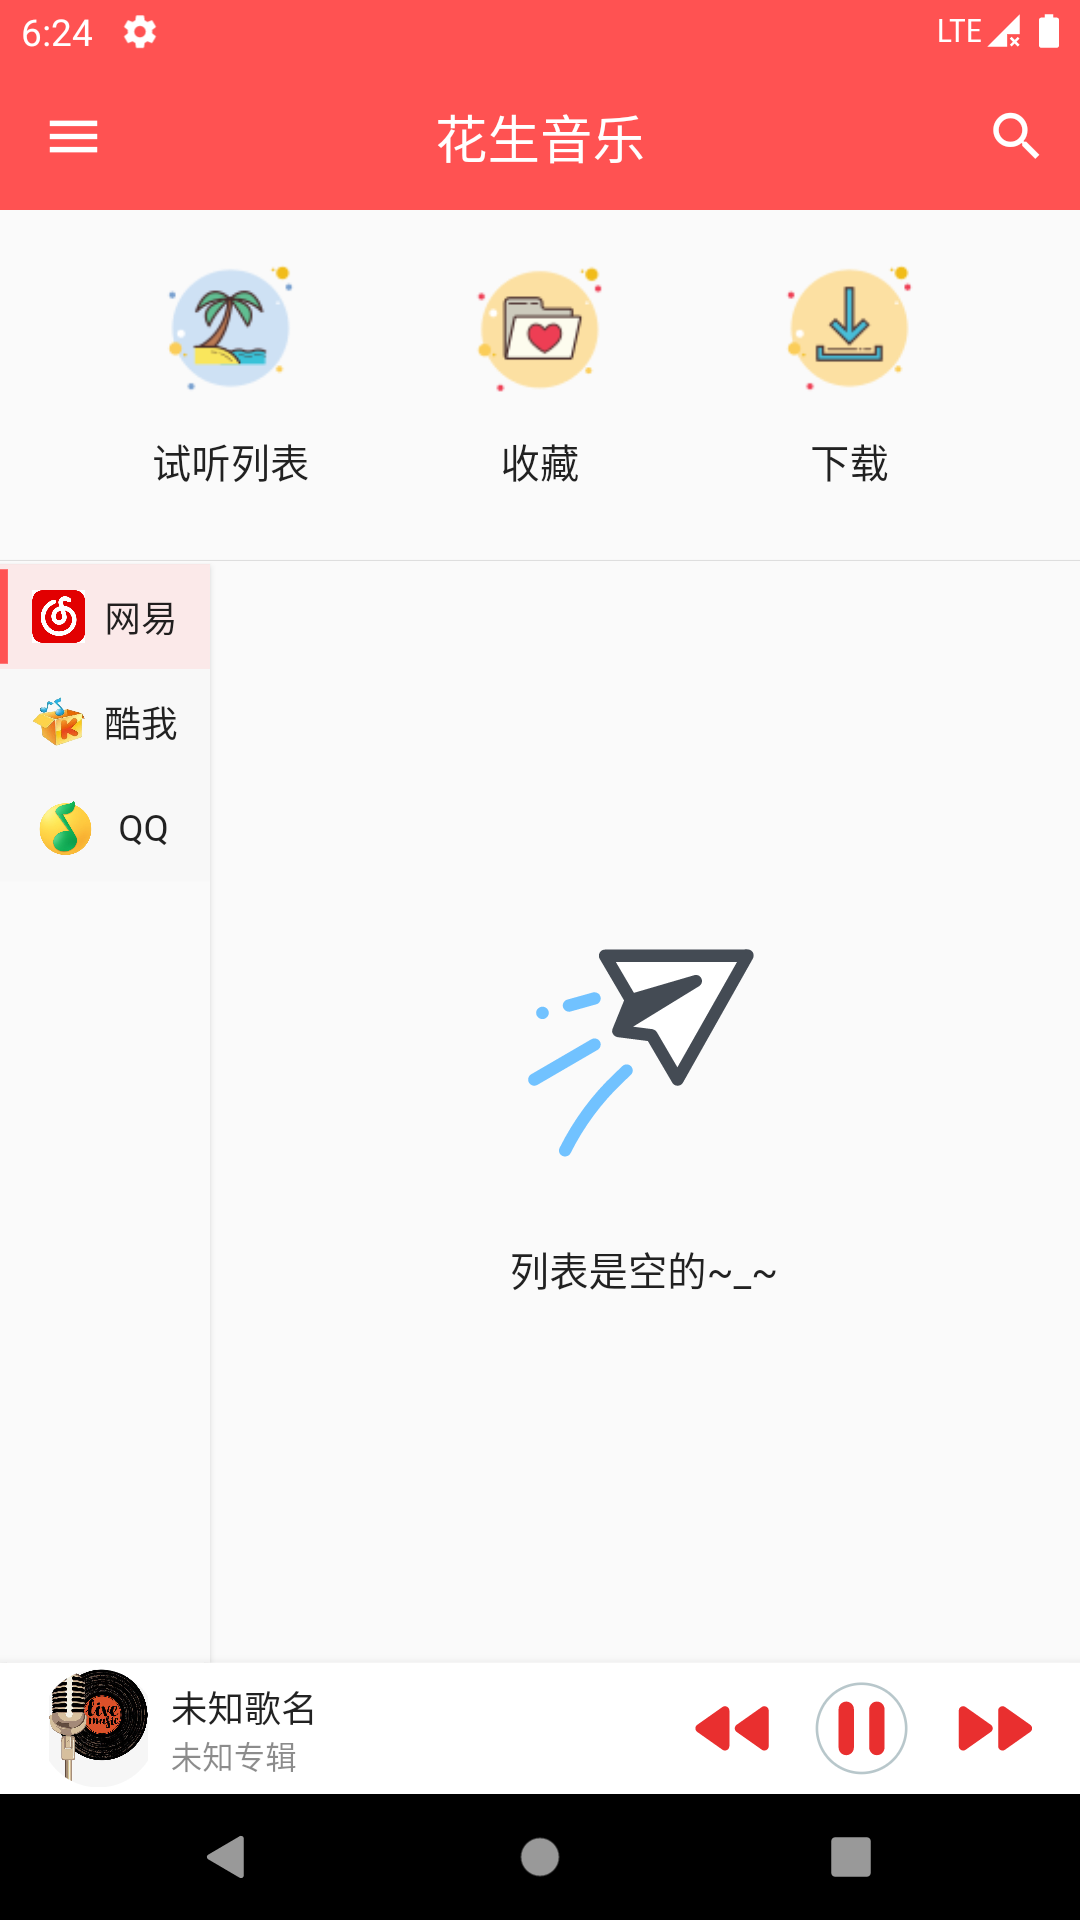 6:24
LTE
花生音乐
试听列表
收藏
下载
网易
酷我
QQ
列表是空的~_~
live
music
未知歌名
未知专辑